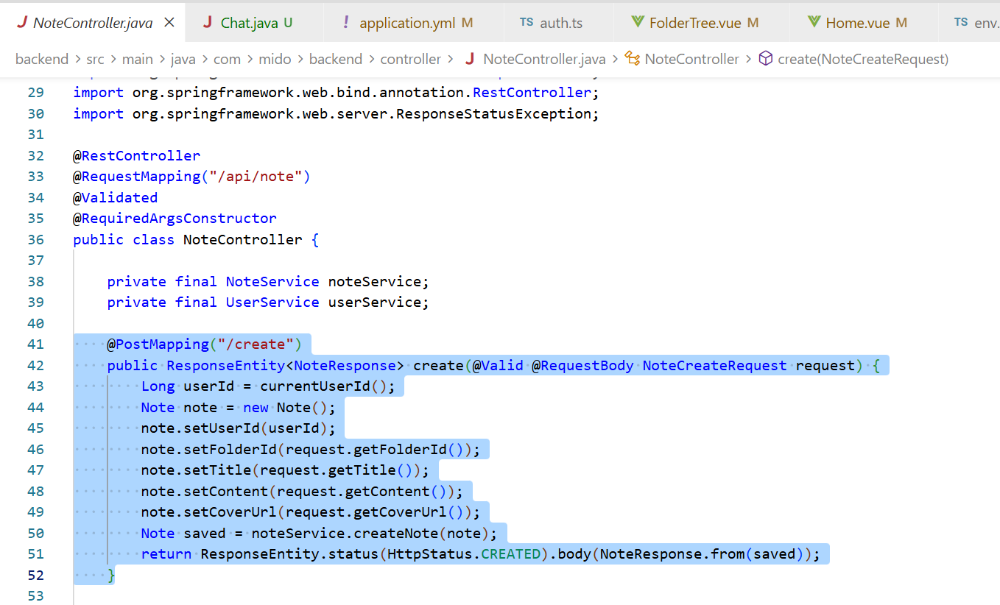 NoteController.java
Chat.java U
! application.yml M
TS auth.ts
FolderTree.vue M
Home.vue M
TS env.
backend > src > main > java > com > mido > backend > controller > NoteController.java > NoteController > create(NoteCreateRequest)
29 import org.springframework.web.bind.annotation.RestController;
30 import org.springframework.web.server.ResponseStatusException;
31
32 @RestController
33 @RequestMapping("/api/note")
34 @Validated
35 @RequiredArgsConstructor
36 public class NoteController {
37
38 private final NoteService noteService;
39 private final UserService userService;
40
41 @PostMapping("/create")
42 public ResponseEntity<NoteResponse> create(@Valid @RequestBody NoteCreateRequest request) {
43 Long userId = currentUserId();
44 Note note = new Note();
45 note.setUserId(userId);
46 note.setFolderId(request.getFolderId());
47 note.setTitle(request.getTitle());
48 note.setContent(request.getContent());
49 note.setCoverUrl(request.getCoverUrl());
50 Note saved = noteService.createNote(note);
51 return ResponseEntity.status(HttpStatus.CREATED).body(NoteResponse.from(saved));
52 }
53